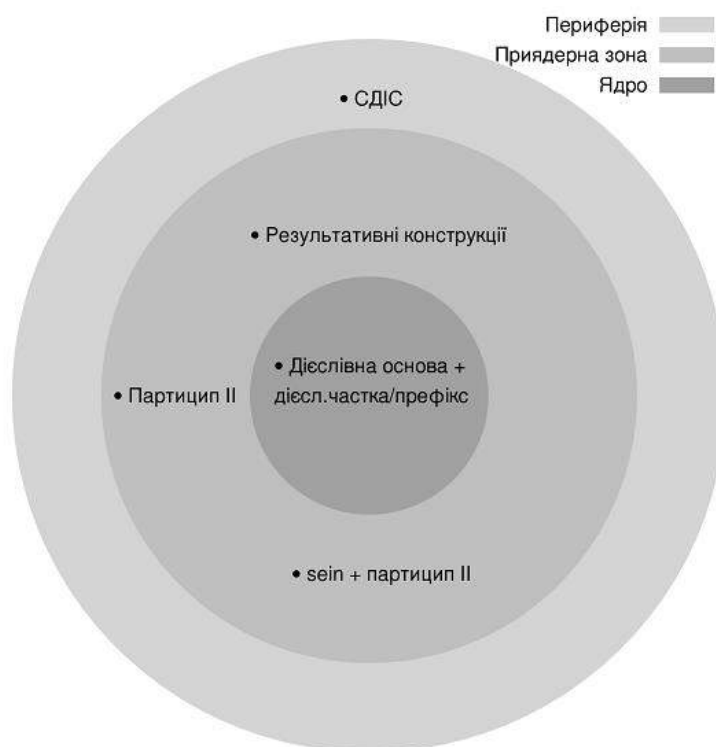 Периферія
Приядерна зона
Ядро
• СДІС
• Результативні конструкції
• Дієслівна основа +
дієсл.частка/префікс
• Партицип II
• sein + партицип II